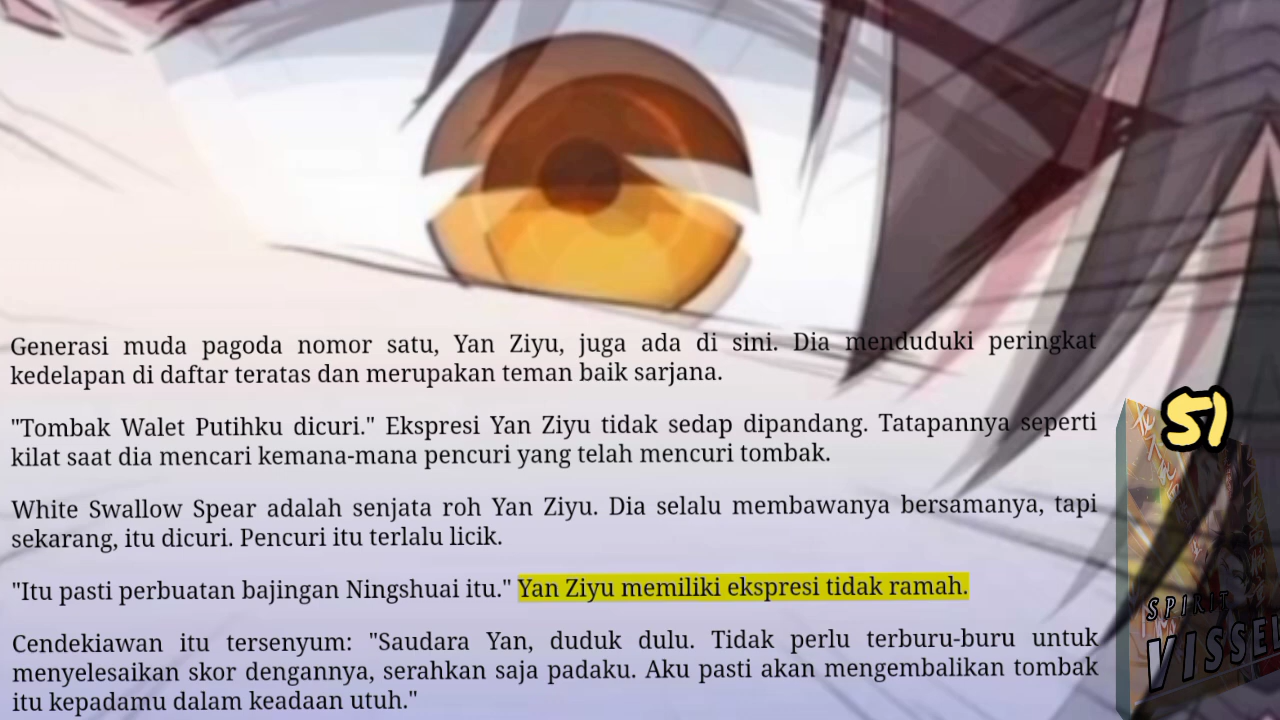 Generasi muda pagoda nomor satu, Yan Ziyu, juga ada di sini. Dia menduduki peringkat
kedelapan di daftar teratas dan merupakan teman baik sarjana.
"Tombak Walet Putihku dicuri." Ekspresi Yan Ziyu tidak sedap dipandang. Tatapannya seperti
kilat saat dia mencari kemana-mana pencuri yang telah mencuri tombak.
White Swallow Spear adalah senjata roh Yan Ziyu. Dia selalu membawanya bersamanya, tapi
sekarang, itu dicuri. Pencuri itu terlalu licik.
"Itu pasti perbuatan bajingan Ningshuai itu." Yan Ziyu memiliki ekspresi tidak ramah.
Cendekiawan itu tersenyum: "Saudara Yan, duduk dulu. Tidak perlu terburu-buru untuk
menyelesaikan skor dengannya, serahkan saja padaku. Aku pasti akan mengembalikan tombak
itu kepadamu dalam keadaan utuh."
51
SPIRIT
VISSEL